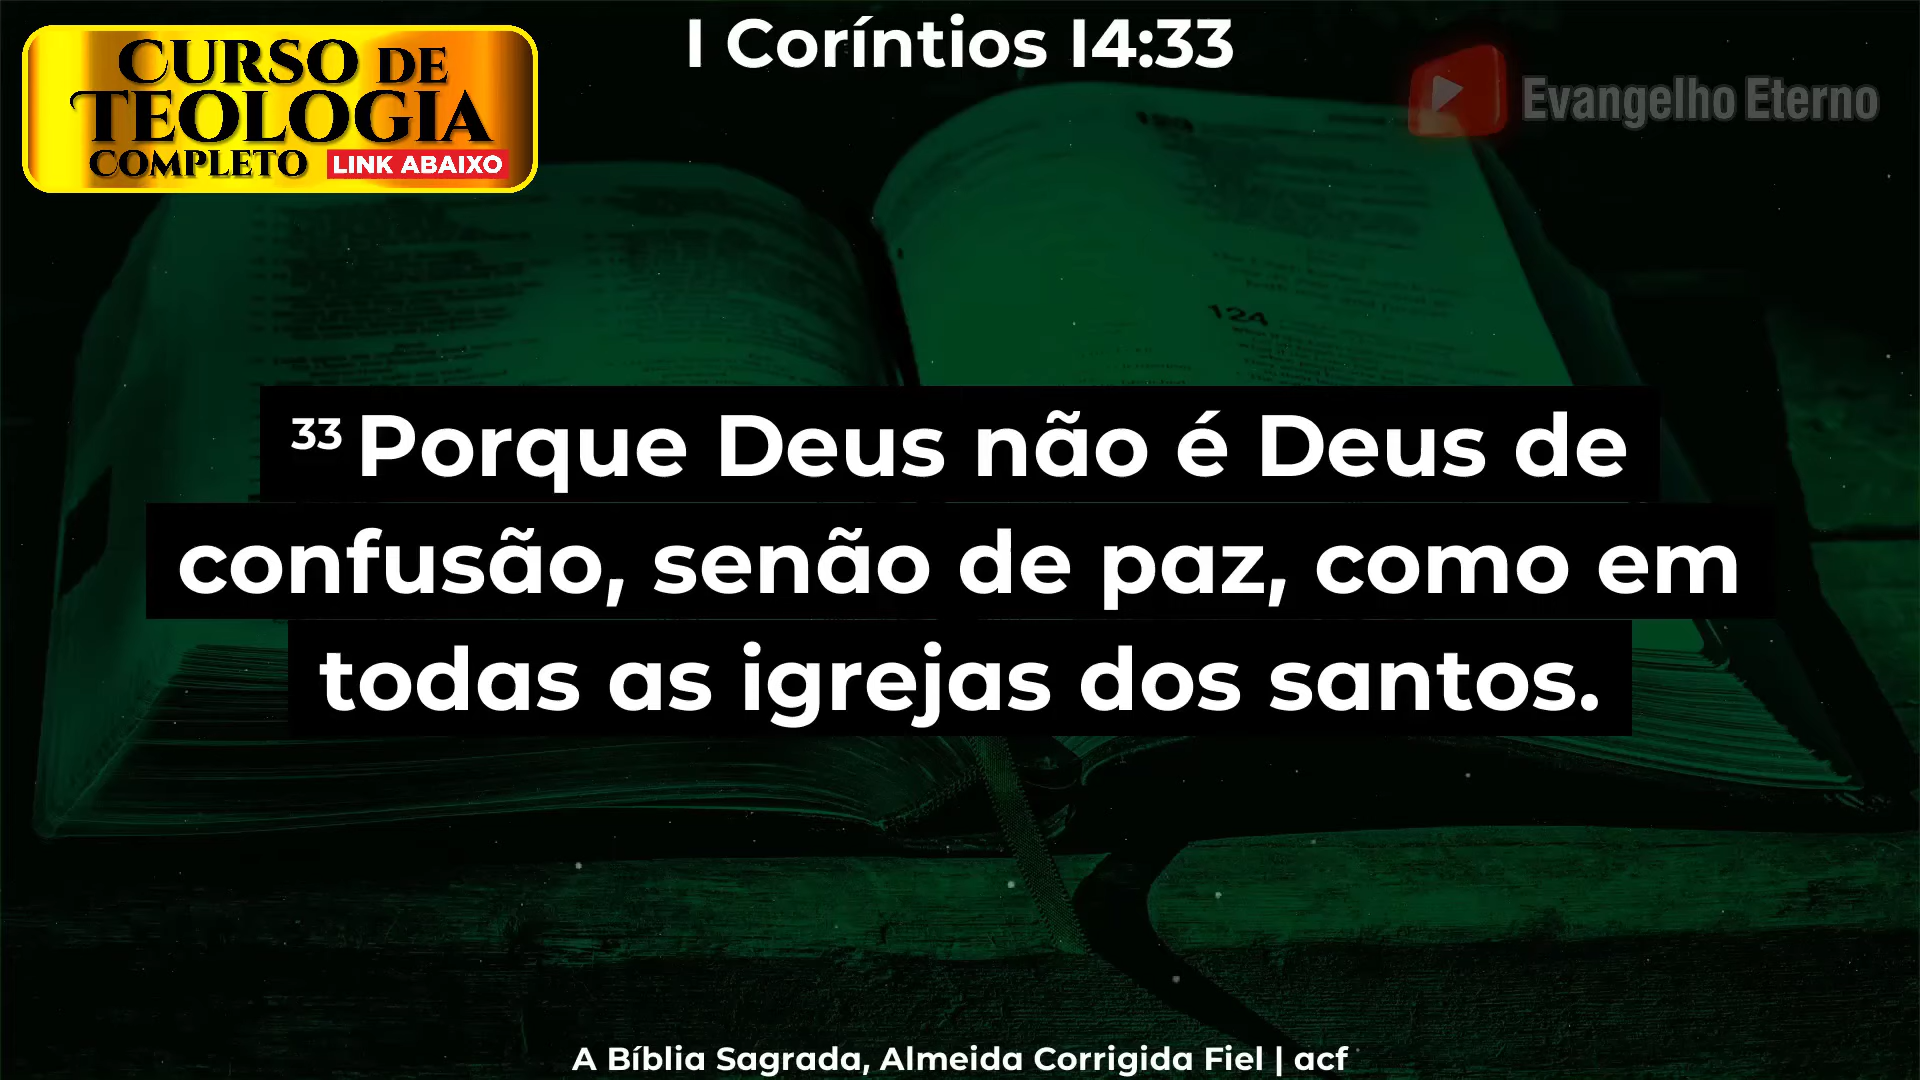 I Coríntios 14:33
CURSO DE
TEOLOGIA
COMPLETO LINK ABAIXO
Evangelho Eterno
124
33 Porque Deus não é Deus de
confusão, senão de paz, como em
todas as igrejas dos santos.
A Bíblia Sagrada, Almeida Corrigida Fiel | acf